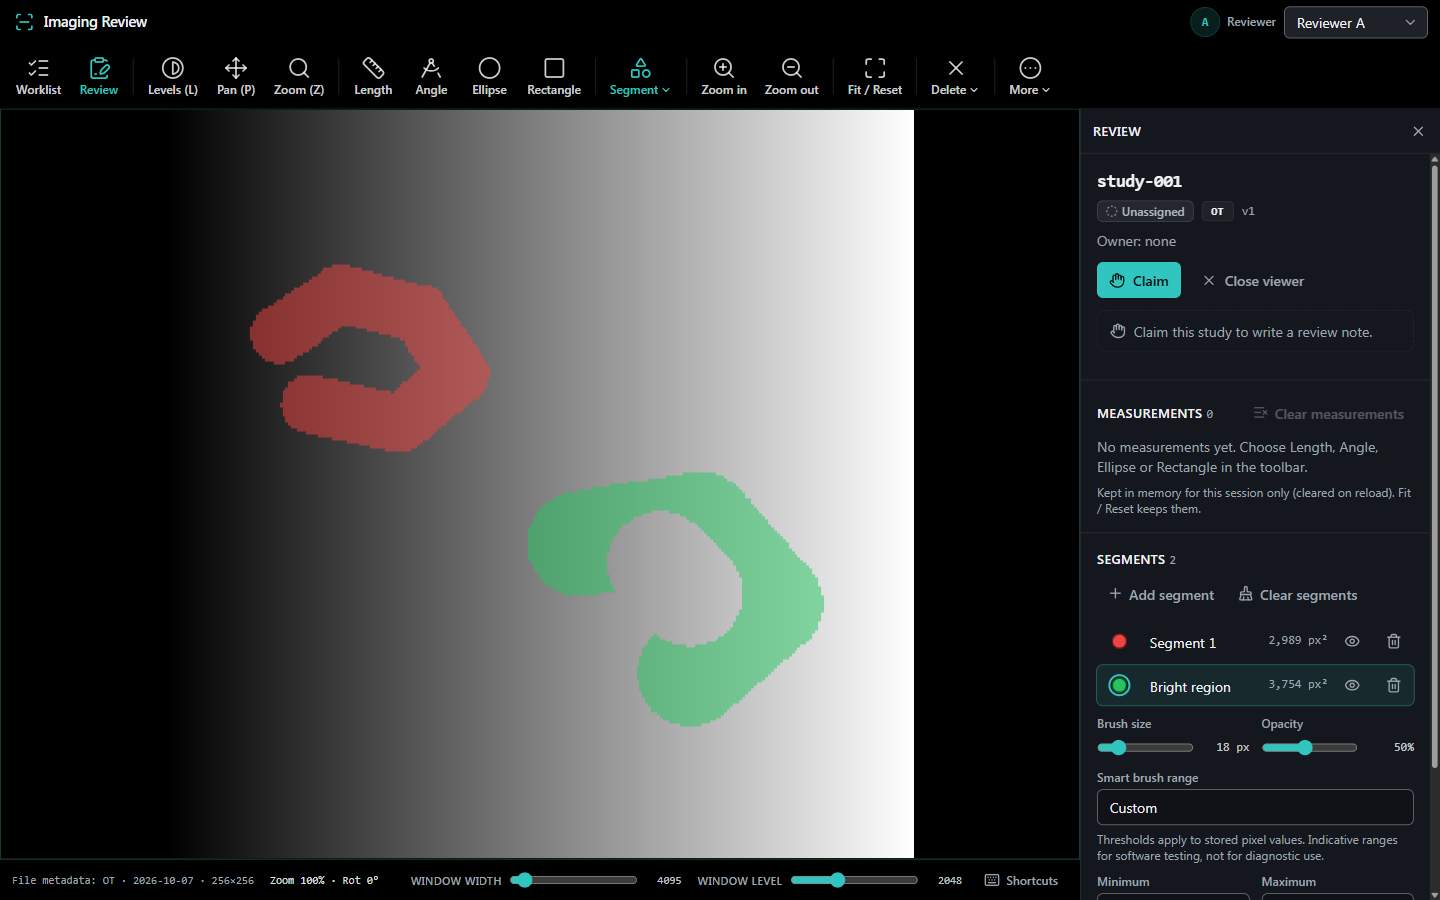 Imaging Review
A Reviewer Reviewer A
Worklist Review Levels (L) Pan (P) Zoom (Z) Length Angle Ellipse Rectangle Segment Zoom in Zoom out Fit / Reset Delete More
REVIEW
study-001
Unassigned OT v1
Owner: none
Claim Close viewer
Claim this study to write a review note.
MEASUREMENTS 0 Clear measurements
No measurements yet. Choose Length, Angle,
Ellipse or Rectangle in the toolbar.
Kept in memory for this session only (cleared on reload). Fit
/ Reset keeps them.
SEGMENTS 2
Add segment Clear segments
Segment 1 2,989 px²
Bright region 3,754 px²
Brush size Opacity
18 px 50%
Smart brush range
Custom
Thresholds apply to stored pixel values. Indicative ranges
for software testing, not for diagnostic use.
Minimum Maximum
File metadata: OT · 2026-10-07 · 256×256 Zoom 100% · Rot 0° WINDOW WIDTH 4095 WINDOW LEVEL 2048 Shortcuts